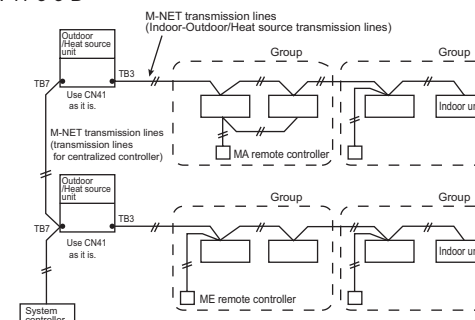 M-NET transmission lines
(Indoor-Outdoor/Heat source transmission lines)
Outdoor
/Heat source
unit
Group
Group
TB7
TB3
Use CN41
as it is.
Indoor un
M-NET transmission lines
(transmission lines
for centralized controller)
MA remote controller
Outdoor
/Heat source
unit
Group
Group
TB7
TB3
Use CN41
as it is.
Indoor un
ME remote controller
System
controller